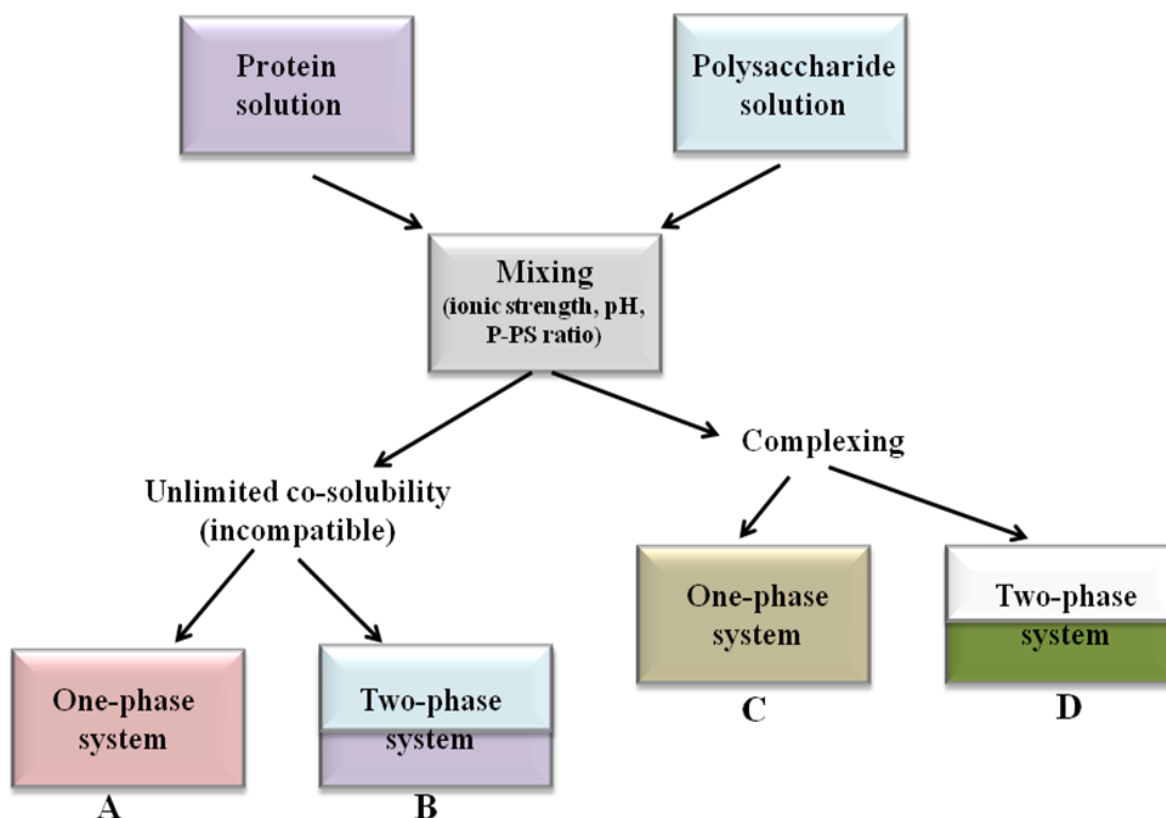 Protein
solution
Polysaccharide
solution
Mixing
(ionic strength, pH,
P-PS ratio)
Unlimited co-solubility
(incompatible)
Complexing
One-phase
system
A
Two-phase
system
B
One-phase
system
C
Two-phase
system
D